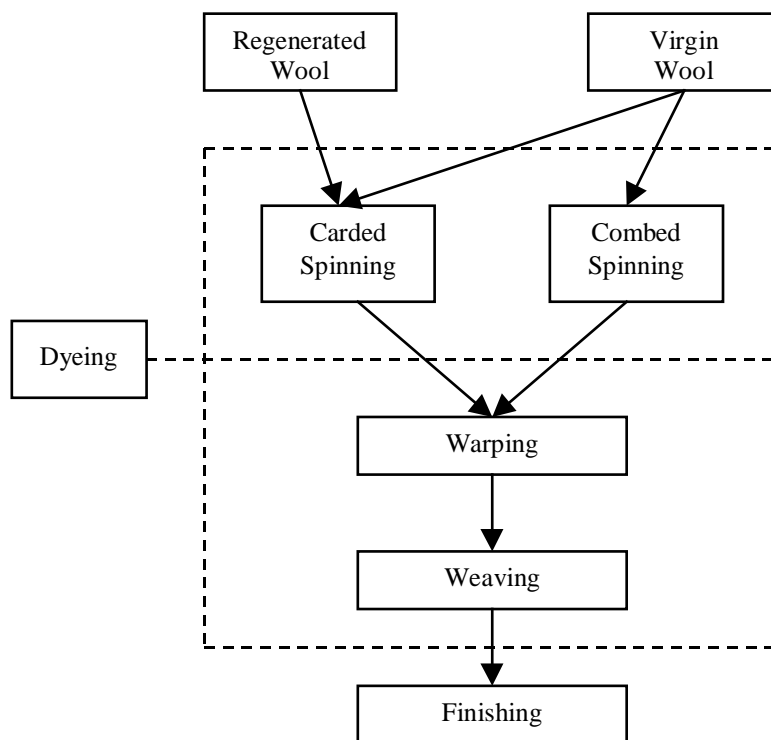 Regenerated
Wool
Virgin
Wool
Carded
Spinning
Combed
Spinning
Dyeing
Warping
Weaving
Finishing